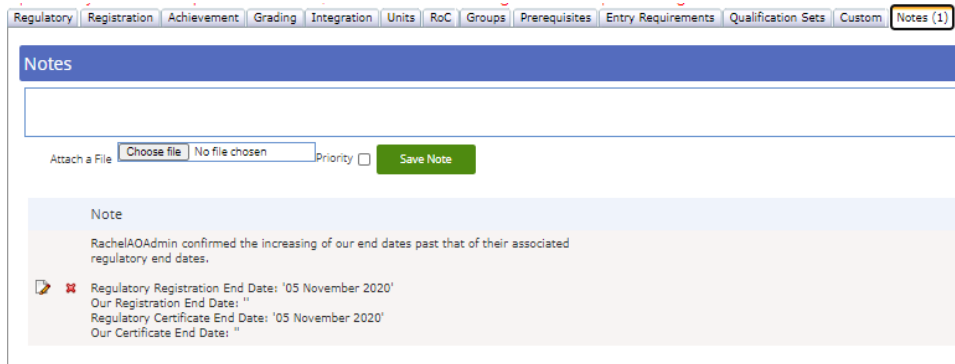 Regulatory Registration Achievement Grading Integration Units RoC Groups Prerequisites Entry Requirements Qualification Sets Custom Notes (1)
Notes
Attach a File Choose file No file chosen Priority Save Note
Note
RachelAOAdmin confirmed the increasing of our end dates past that of their associated
regulatory end dates.
Regulatory Registration End Date: '05 November 2020'
Our Registration End Date: ''
Regulatory Certificate End Date: '05 November 2020'
Our Certificate End Date: ''